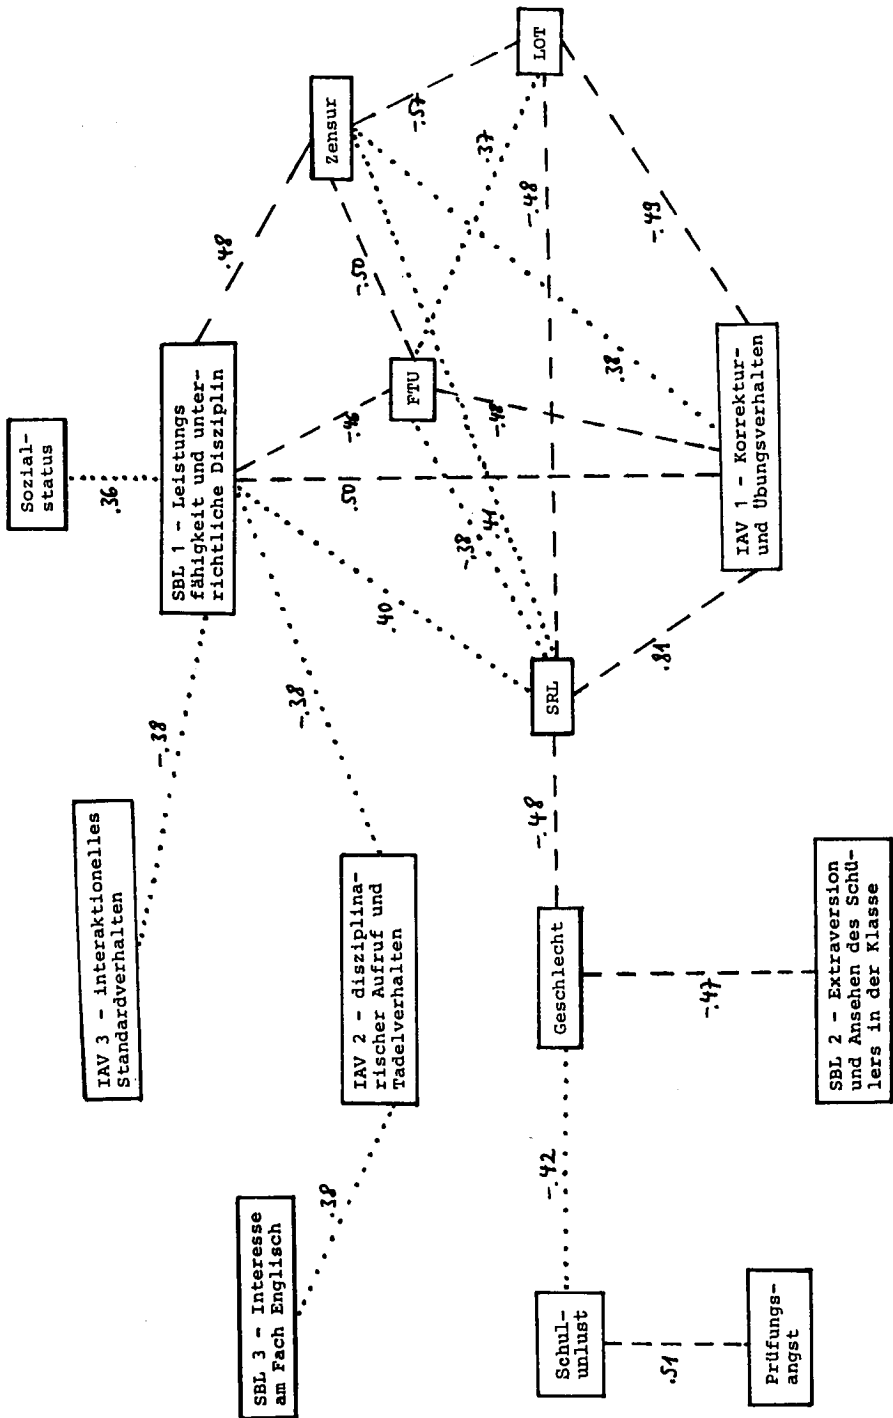 SBL 3 - Interesse
am Fach Englisch
.38
IAV 3 - interaktionelles
Standardverhalten
-.38
IAV 2 - disziplina-
rischer Aufruf und
Tadelverhalten
-.38
Sozial-
status
.36
SBL 1 - Leistungs
fähigkeit und unter-
richtliche Disziplin
.48
Zensur
-.57
LOT
.40
-.46
.50
-.50
.37
FTU
-.38
.41
-.48
-.48
.38
-.49
Schul-
unlust
-.42
Geschlecht
-.48
SRL
.81
IAV 1 - Korrektur-
und Übungsverhalten
.51
-.47
Prüfungs-
angst
SBL 2 - Extraversion
und Ansehen des Schü-
lers in der Klasse